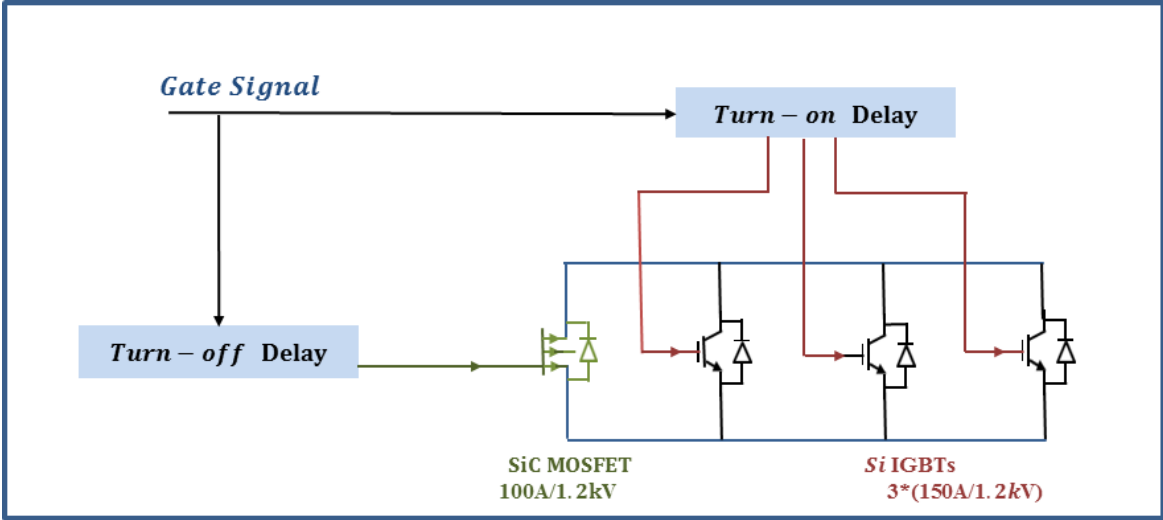 Gate Signal
Turn − on Delay
Turn − off Delay
SiC MOSFET
100A/1.2kV
Si IGBTs
3*(150A/1.2kV)